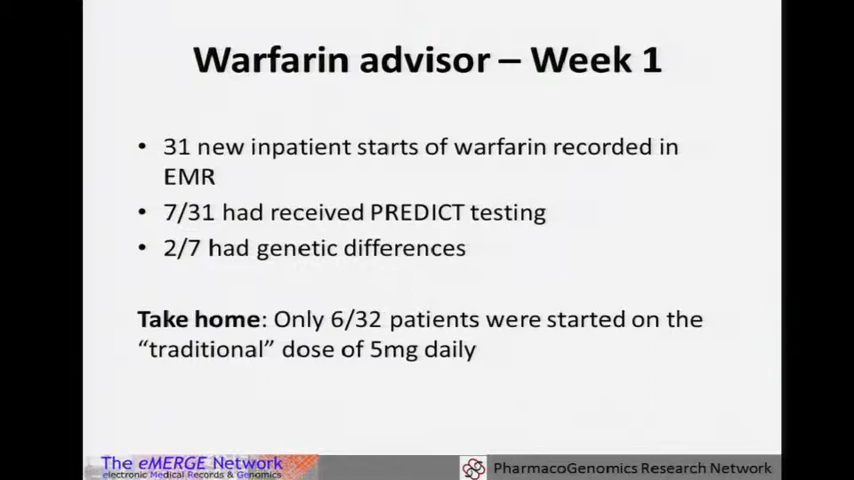 Warfarin advisor – Week 1
• 31 new inpatient starts of warfarin recorded in
EMR
• 7/31 had received PREDICT testing
• 2/7 had genetic differences
Take home: Only 6/32 patients were started on the
“traditional” dose of 5mg daily
The eMERGE Network
electronic Medical Records & Genomics
PharmacoGenomics Research Network